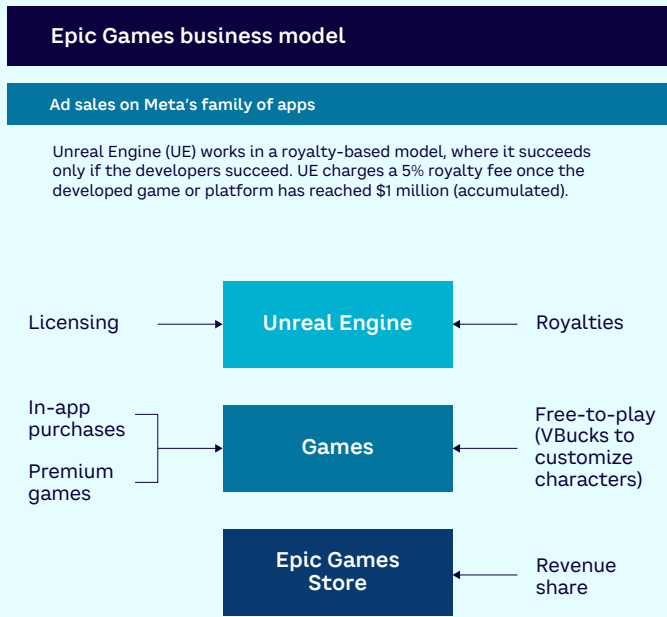 Epic Games business model
Ad sales on Meta's family of apps
Unreal Engine (UE) works in a royalty-based model, where it succeeds
only if the developers succeed. UE charges a 5% royalty fee once the
developed game or platform has reached $1 million (accumulated).
Licensing
Unreal Engine
Royalties
In-app
purchases
Premium
games
Games
Free-to-play
(VBucks to
customize
characters)
Epic Games
Store
Revenue
share